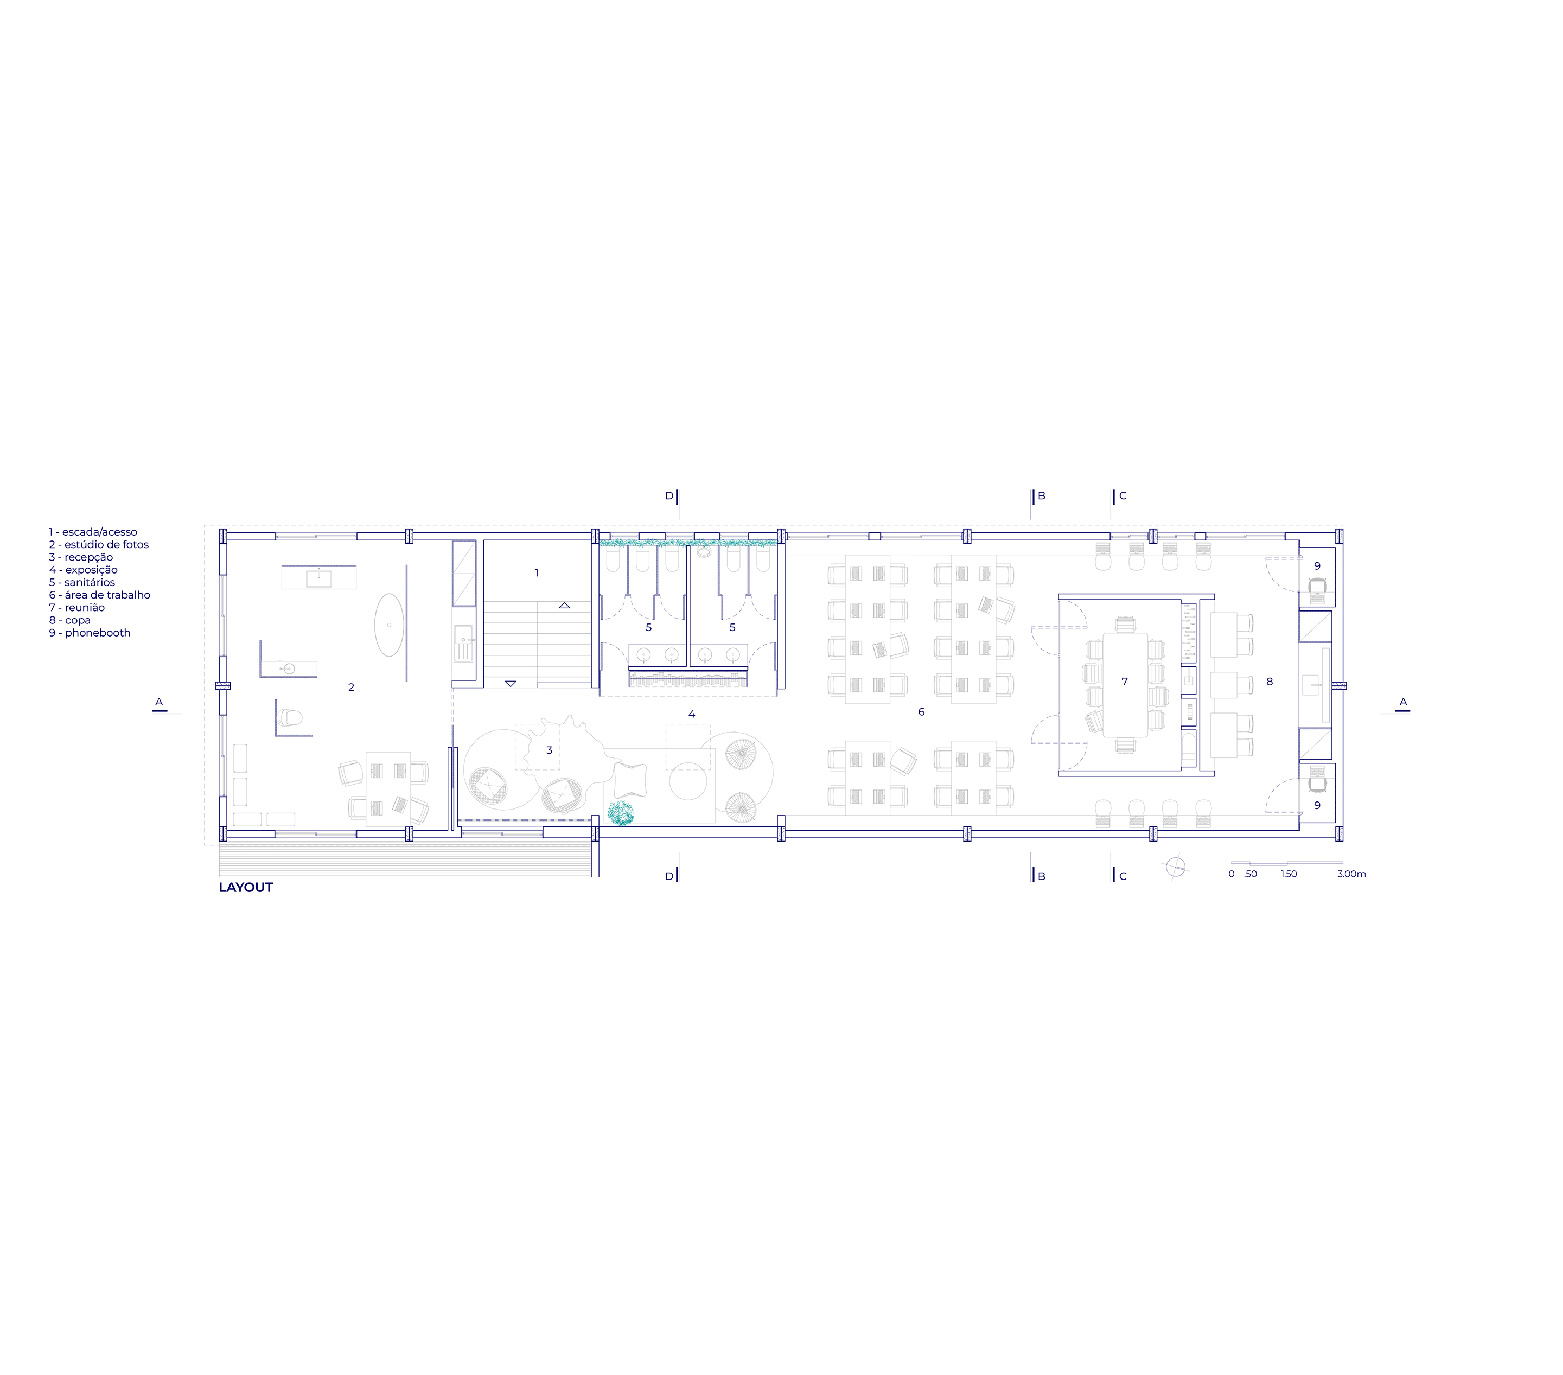 D
B
C
1 - escada/acesso
2 - estúdio de fotos
3 - recepção
4 - exposição
5 - sanitários
6 - área de trabalho
7 - reunião
8 - copa
9 - phonebooth
9
1
5
5
7
8
2
A
A
4
6
3
9
D
B
C
0 .50 1.50 3.00m
LAYOUT